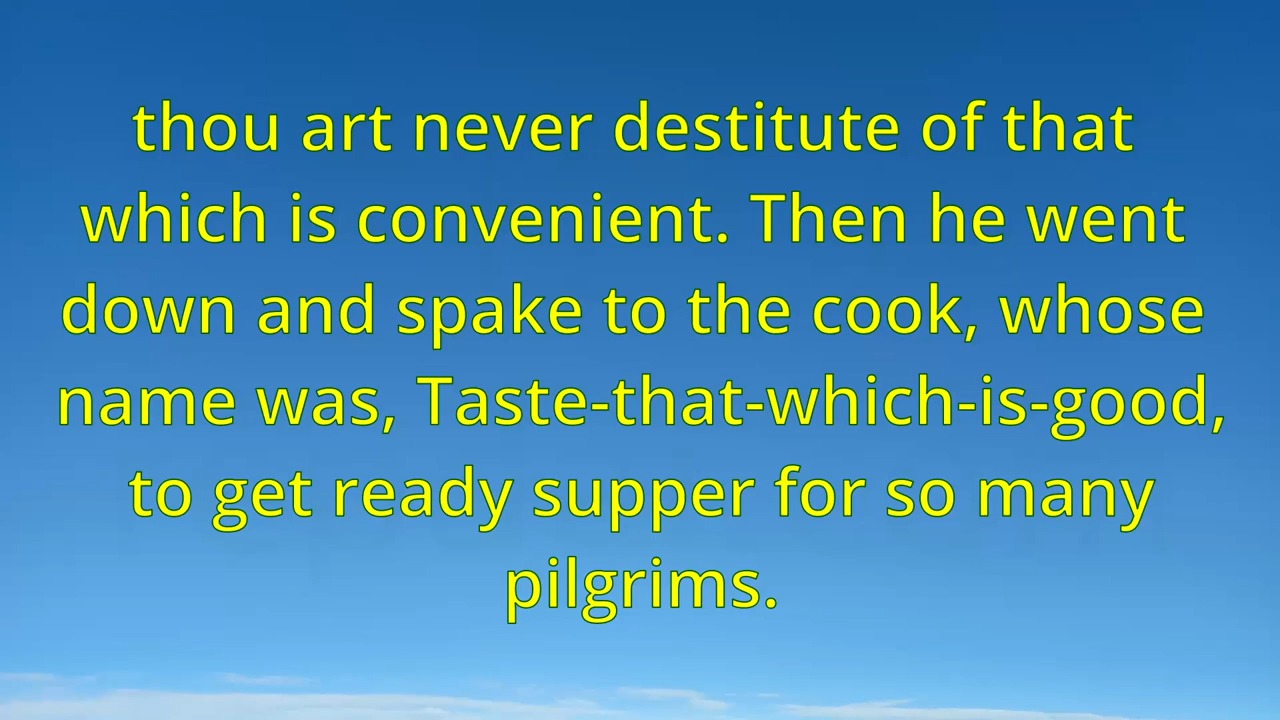 thou art never destitute of that
which is convenient. Then he went
down and spake to the cook, whose
name was, Taste-that-which-is-good,
to get ready supper for so many
pilgrims.